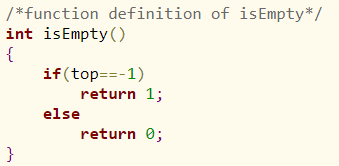 /*function definition of isEmpty*/
int isEmpty()
{
    if(top==-1)
        return 1;
    else
        return 0;
}